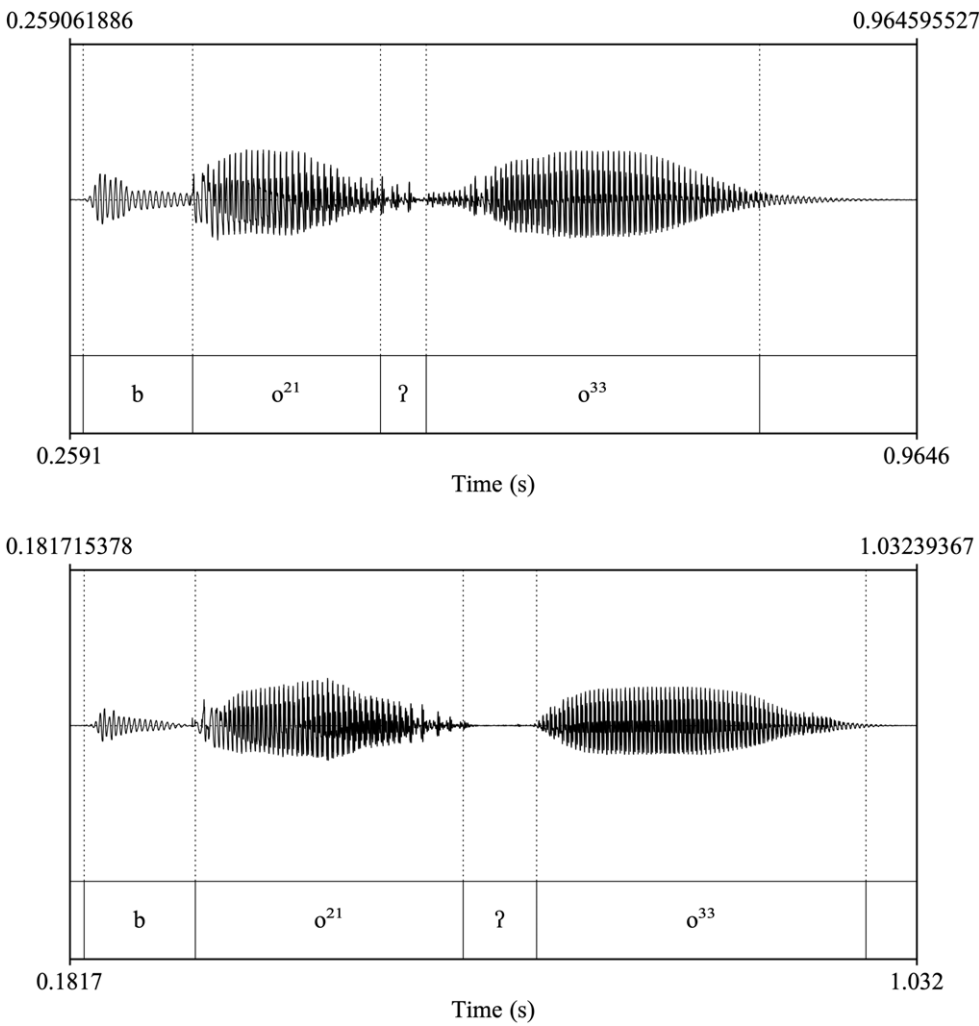 0.259061886 0.964595527
b o²¹ ʔ o³³
0.2591 0.9646
Time (s)
0.181715378 1.03239367
b o²¹ ʔ o³³
0.1817 1.032
Time (s)